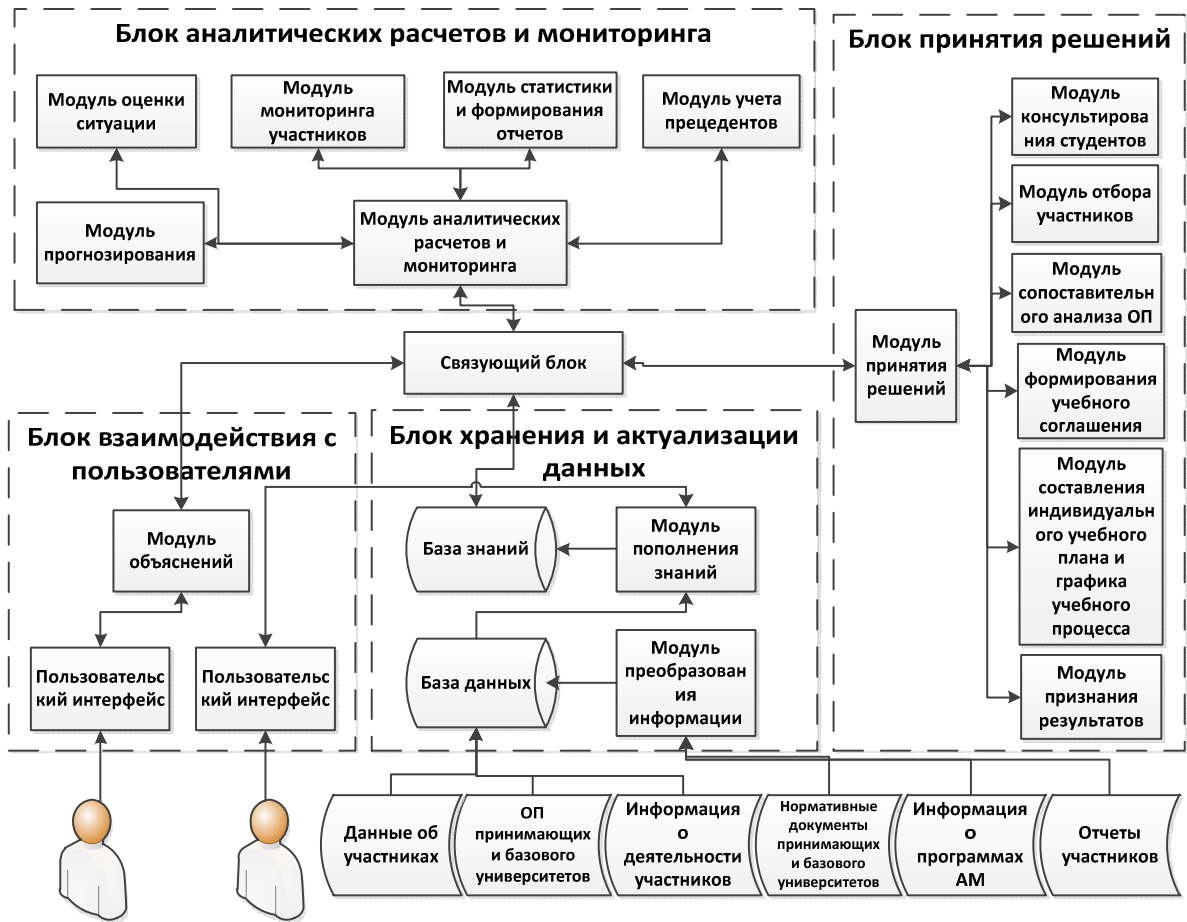 Блок аналитических расчетов и мониторинга
Модуль оценки
ситуации
Модуль
мониторинга
участников
Модуль статистики
и формирования
отчетов
Модуль учета
прецедентов
Модуль
прогнозирования
Модуль аналитических
расчетов и
мониторинга
Блок принятия решений
Модуль
консультирова
ния студентов
Модуль отбора
участников
Модуль
сопоставительн
ого анализа ОП
Модуль
принятия
решений
Модуль
формирования
учебного
соглашения
Модуль
составления
индивидуальн
ого учебного
плана и
графика
учебного
процесса
Модуль
признания
результатов
Связующий блок
Блок взаимодействия с
пользователями
Модуль
объяснений
Пользовательс
кий интерфейс
Пользовательс
кий интерфейс
Блок хранения и актуализации
данных
База знаний
Модуль
пополнения
знаний
База данных
Модуль
преобразован
ия
информации
Данные об
участниках
ОП
принимающих
и базового
университетов
Информация
о
деятельности
участников
Нормативные
документы
принимающих
и базового
университетов
Информация
о
программах
АМ
Отчеты
участников